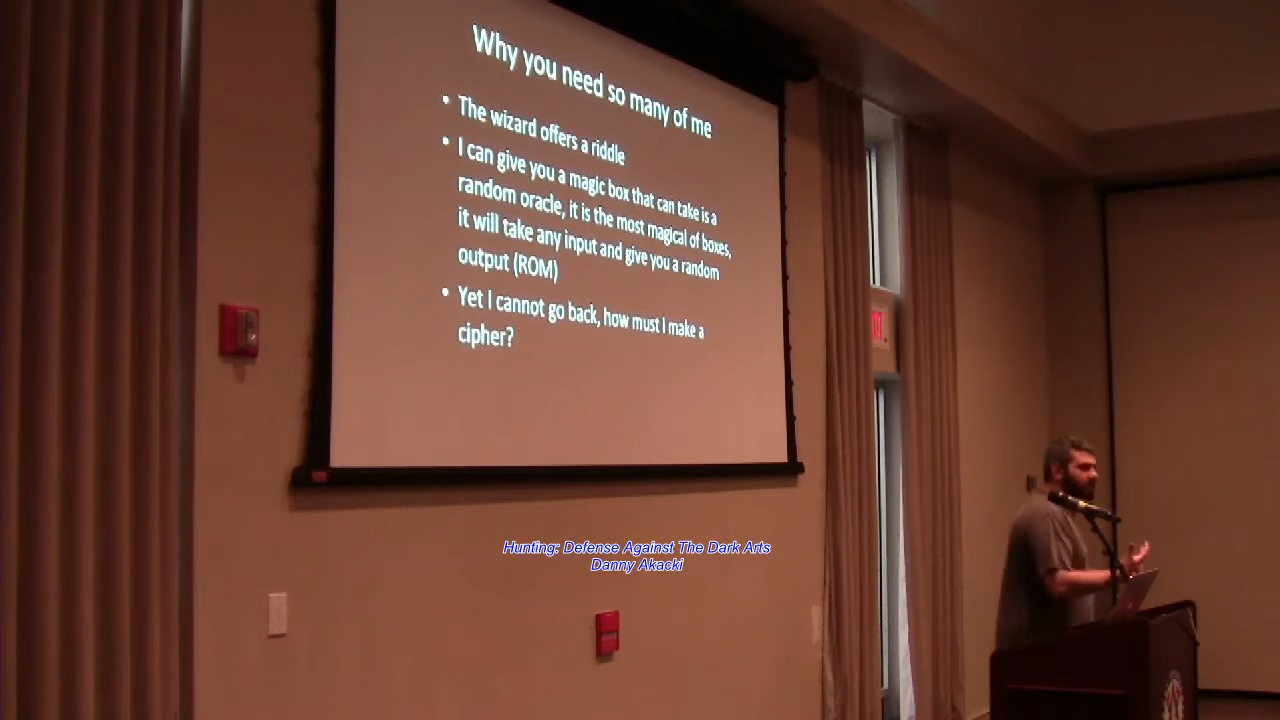 Why you need so many of me
• The wizard offers a riddle
• I can give you a magic box that can take is a
random oracle, it is the most magical of boxes,
it will take any input and give you a random
output (ROM)
• Yet I cannot go back, how must I make a
cipher?
Hunting: Defense Against The Dark Arts
Danny Akacki